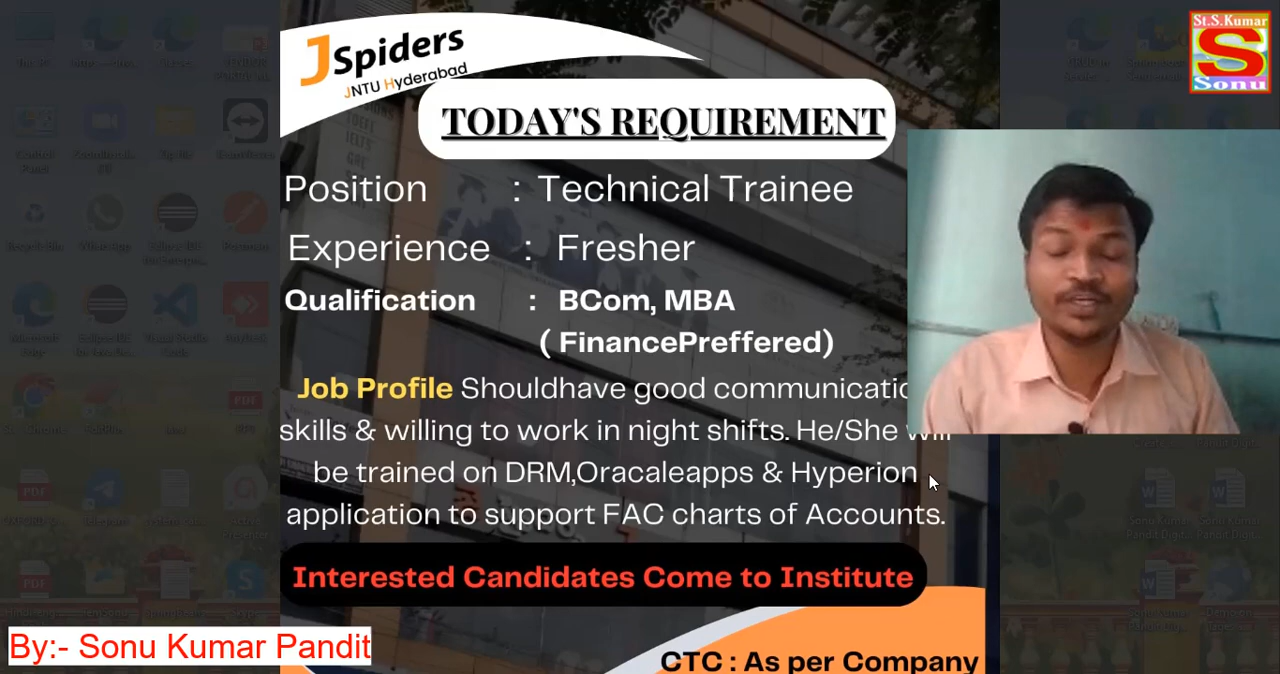 St.S.Kumar
S
Sonu
JSpiders
JNTU Hyderabad
TODAY'S REQUIREMENT
Position : Technical Trainee
Experience : Fresher
Qualification : BCom, MBA
( FinancePreffered)
Job Profile Shouldhave good communicatio
skills & willing to work in night shifts. He/She will
be trained on DRM,Oracaleapps & Hyperion
application to support FAC charts of Accounts.
Interested Candidates Come to Institute
CTC : As per Company
By:- Sonu Kumar Pandit